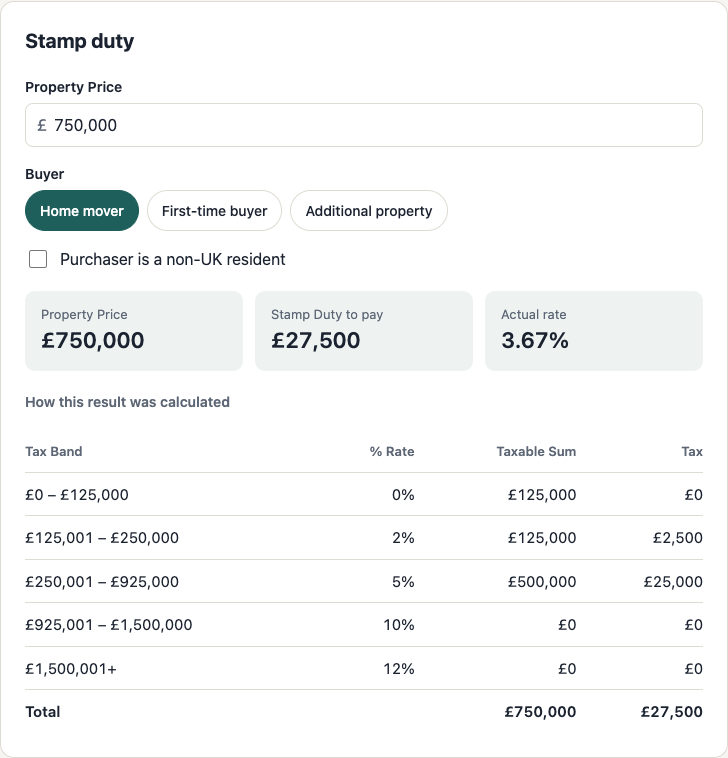 Stamp duty
Property Price
£ 750,000
Buyer
Home mover First-time buyer Additional property
Purchaser is a non-UK resident
Property Price Stamp Duty to pay Actual rate
£750,000 £27,500 3.67%
How this result was calculated
Tax Band % Rate Taxable Sum Tax
£0 – £125,000 0% £125,000 £0
£125,001 – £250,000 2% £125,000 £2,500
£250,001 – £925,000 5% £500,000 £25,000
£925,001 – £1,500,000 10% £0 £0
£1,500,001+ 12% £0 £0
Total £750,000 £27,500